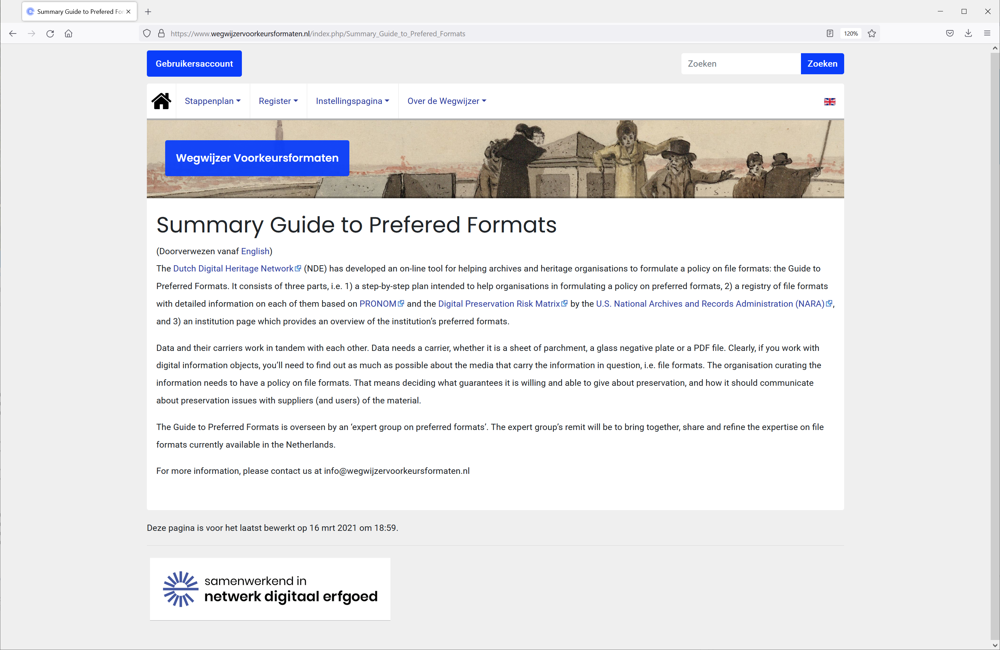 Summary Guide to Prefered For
https://www.wegwijzervoorkeursformaten.nl/index.php/Summary_Guide_to_Prefered_Formats
120%
Gebruikersaccount
Zoeken
Zoeken
Stappenplan
Register
Instellingspagina
Over de Wegwijzer
Wegwijzer Voorkeursformaten
Summary Guide to Prefered Formats
(Doorverwezen vanaf English)
The Dutch Digital Heritage Network (NDE) has developed an on-line tool for helping archives and heritage organisations to formulate a policy on file formats: the Guide to
Preferred Formats. It consists of three parts, i.e. 1) a step-by-step plan intended to help organisations in formulating a policy on preferred formats, 2) a registry of file formats
with detailed information on each of them based on PRONOM and the Digital Preservation Risk Matrix by the U.S. National Archives and Records Administration (NARA),
and 3) an institution page which provides an overview of the institution’s preferred formats.
Data and their carriers work in tandem with each other. Data needs a carrier, whether it is a sheet of parchment, a glass negative plate or a PDF file. Clearly, if you work with
digital information objects, you’ll need to find out as much as possible about the media that carry the information in question, i.e. file formats. The organisation curating the
information needs to have a policy on file formats. That means deciding what guarantees it is willing and able to give about preservation, and how it should communicate
about preservation issues with suppliers (and users) of the material.
The Guide to Preferred Formats is overseen by an ‘expert group on preferred formats’. The expert group’s remit will be to bring together, share and refine the expertise on file
formats currently available in the Netherlands.
For more information, please contact us at info@wegwijzervoorkeursformaten.nl
Deze pagina is voor het laatst bewerkt op 16 mrt 2021 om 18:59.
samenwerkend in
netwerk digitaal erfgoed